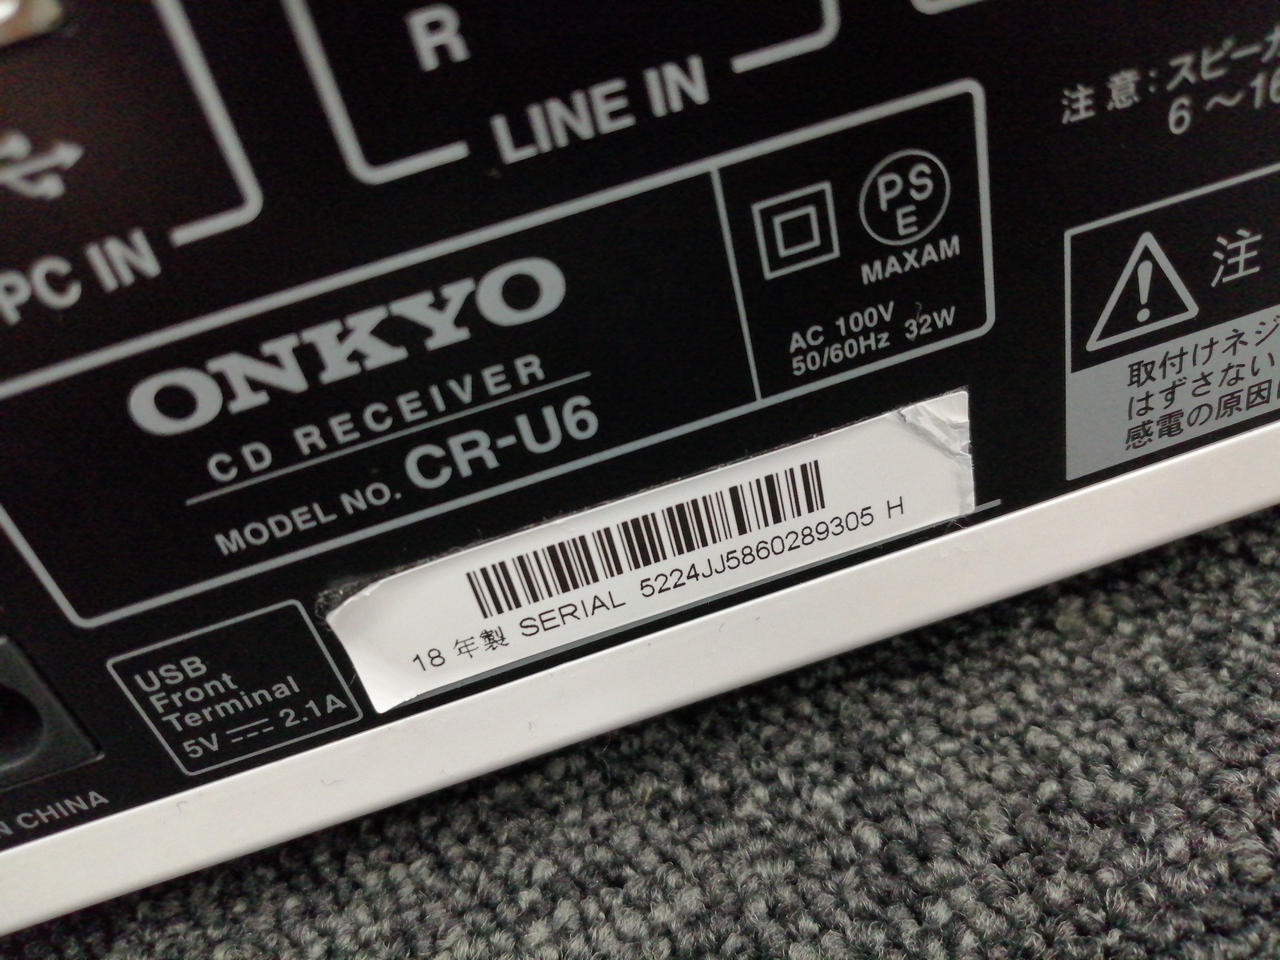 R
LINE IN
PC IN
ONKYO
CD RECEIVER
MODEL NO. CR-U6
PS
E
MAXAM
AC 100V
50/60Hz 32W
注意:スピーカ
6～16
注
取付けネジ
はずさない
感電の原因に
18 年製 SERIAL 5224JJ5860289305 H
USB
Front
Terminal
5V ⎓ 2.1A
N CHINA